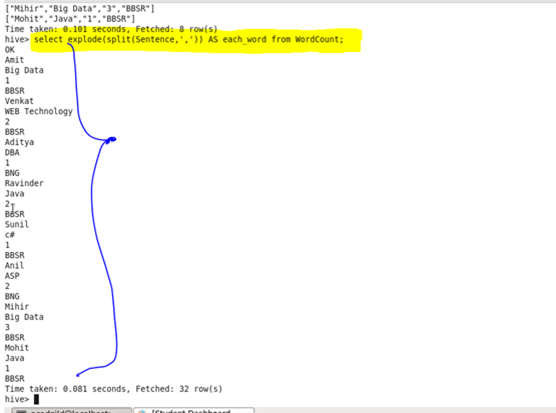 ["Mihir","Big Data","3","BBSR"]
["Mohit","Java","1","BBSR"]
Time taken: 0.101 seconds, Fetched: 8 row(s)
hive> select explode(split(Sentence,',')) AS each_word from WordCount;
OK
Amit
Big Data
1
BBSR
Venkat
WEB Technology
2
BBSR
Aditya
DBA
1
BNG
Ravinder
Java
2
BBSR
Sunil
c#
1
BBSR
Anil
ASP
2
BNG
Mihir
Big Data
3
BBSR
Mohit
Java
1
BBSR
Time taken: 0.081 seconds, Fetched: 32 row(s)
hive>
[Student Dashboard